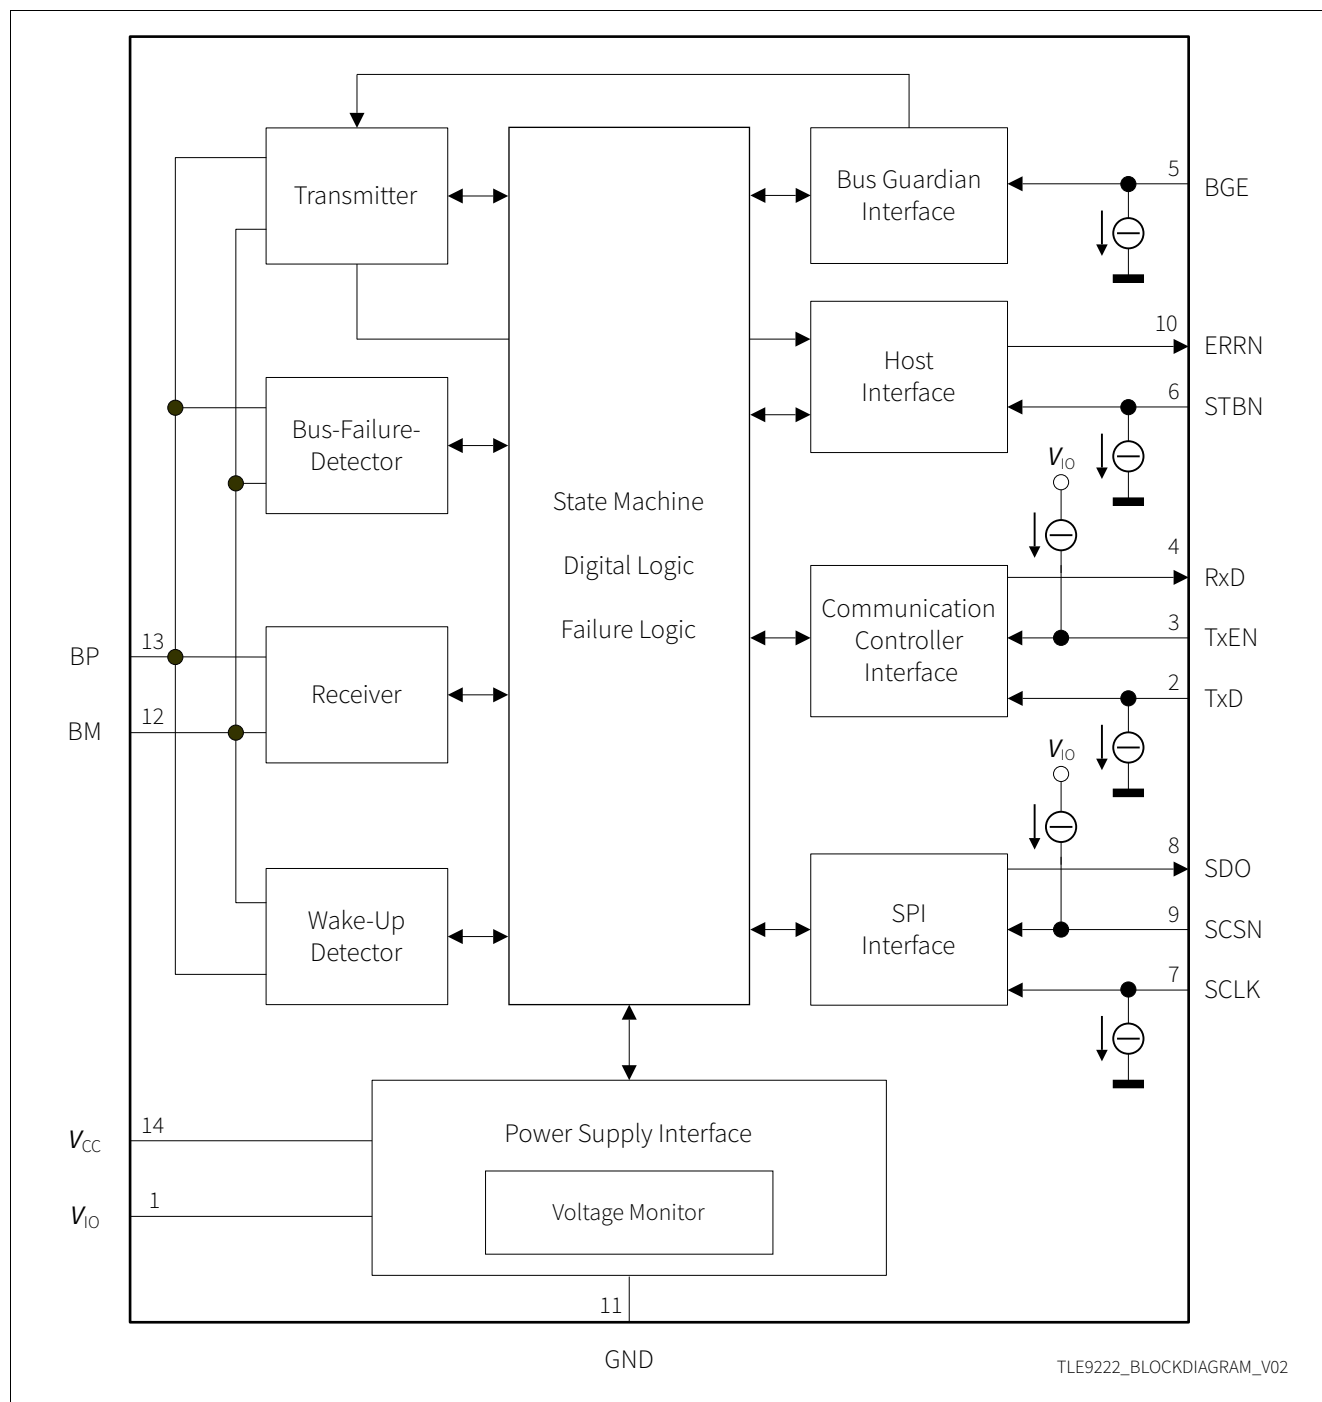 Transmitter
Bus Guardian
Interface
5
BGE
10
ERRN
Host
Interface
6
STBN
Bus-Failure-
Detector
VIO
State Machine
Digital Logic
Failure Logic
4
RxD
Communication
Controller
Interface
3
TxEN
2
TxD
BP
13
Receiver
BM
12
VIO
8
SDO
SPI
Interface
9
SCSN
7
SCLK
Wake-Up
Detector
VCC
14
Power Supply Interface
VIO
1
Voltage Monitor
11
GND
TLE9222_BLOCKDIAGRAM_V02